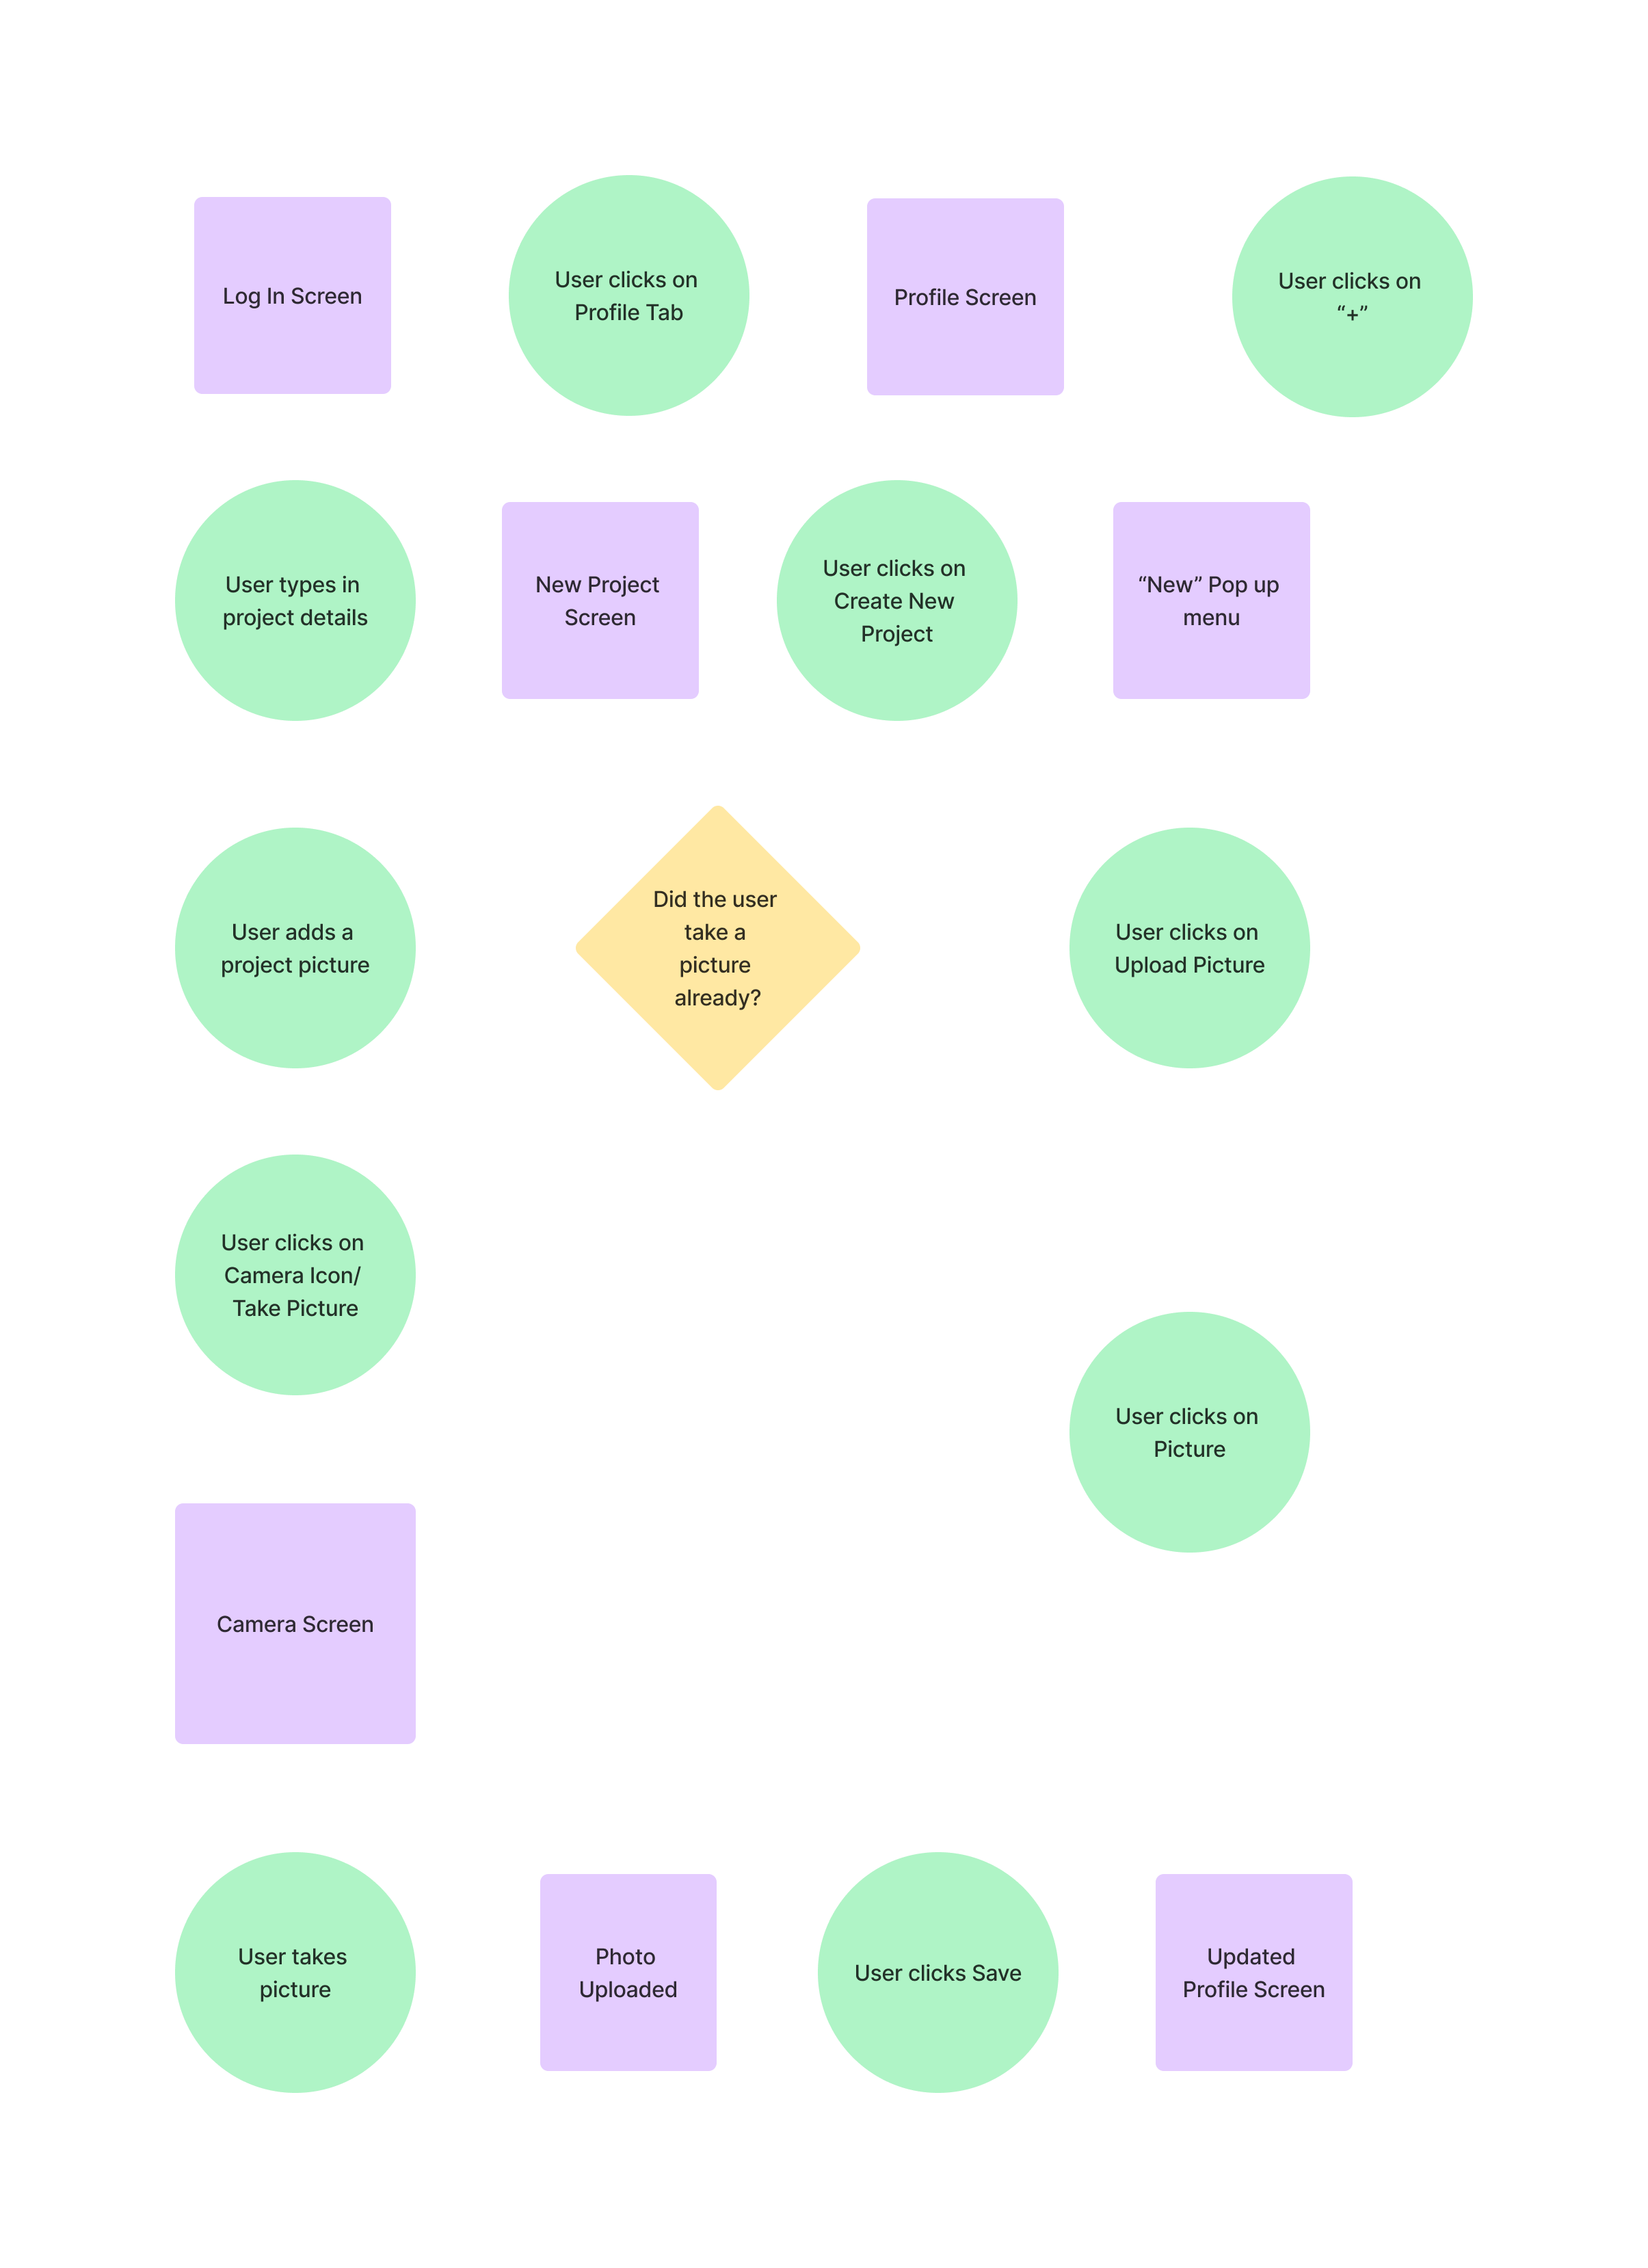 Log In Screen
User clicks on
Profile Tab
Profile Screen
User clicks on
“+”
User types in
project details
New Project
Screen
User clicks on
Create New
Project
“New” Pop up
menu
User adds a
project picture
Did the user
take a
picture
already?
User clicks on
Upload Picture
User clicks on
Camera Icon/
Take Picture
User clicks on
Picture
Camera Screen
User takes
picture
Photo
Uploaded
User clicks Save
Updated
Profile Screen